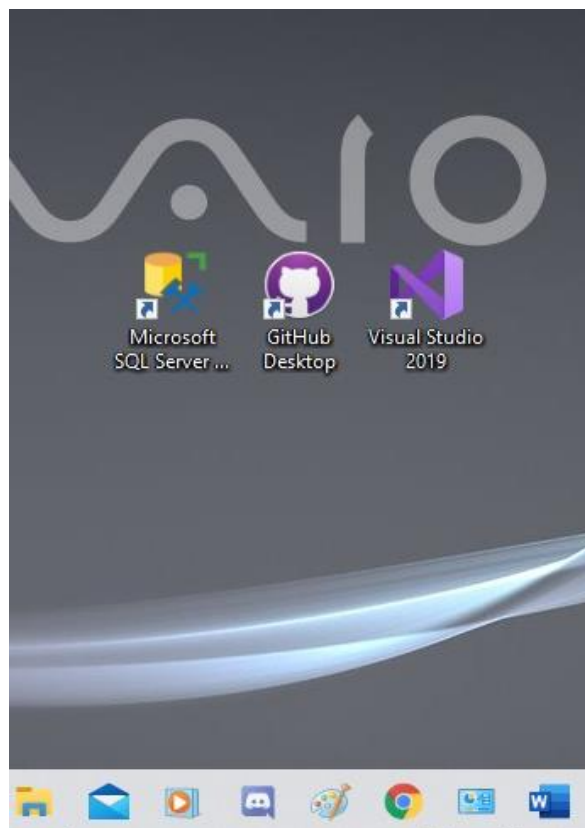 VAIO
Microsoft GitHub Visual Studio
SQL Server ... Desktop 2019
W